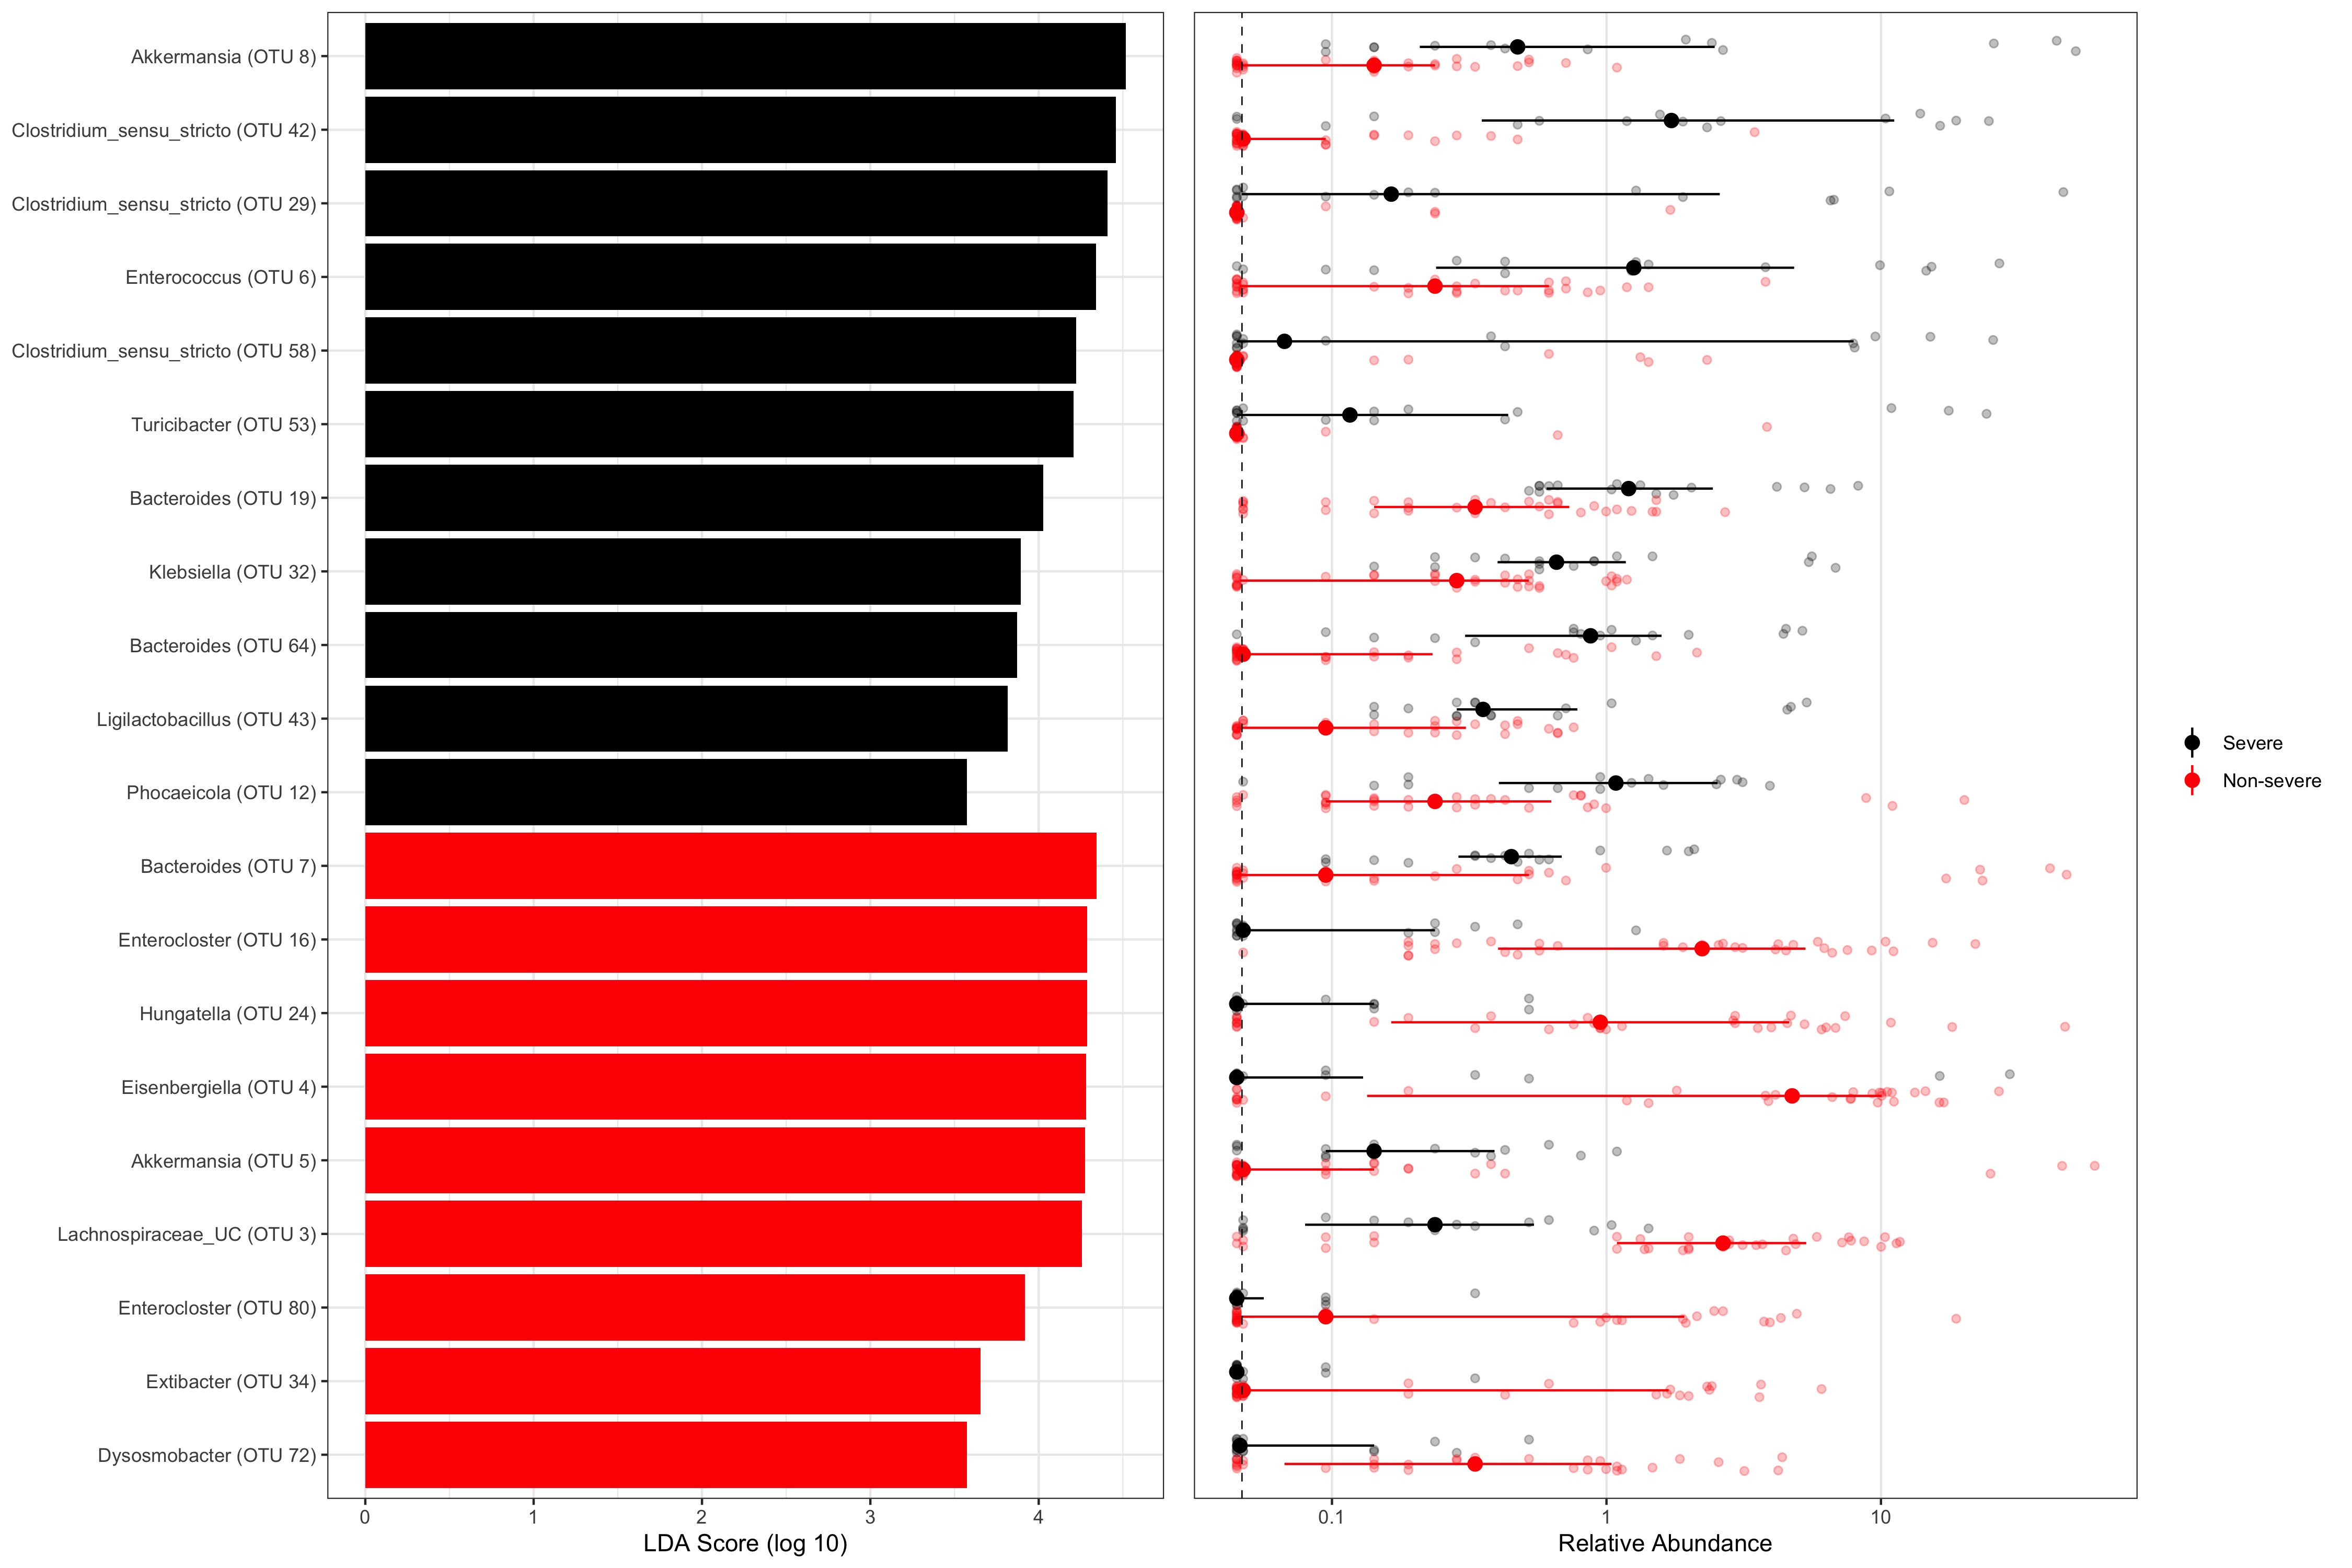 Akkermansia (OTU 8)
Clostridium_sensu_stricto (OTU 42)
Clostridium_sensu_stricto (OTU 29)
Enterococcus (OTU 6)
Clostridium_sensu_stricto (OTU 58)
Turicibacter (OTU 53)
Bacteroides (OTU 19)
Klebsiella (OTU 32)
Bacteroides (OTU 64)
Ligilactobacillus (OTU 43)
Phocaeicola (OTU 12)
Bacteroides (OTU 7)
Enterocloster (OTU 16)
Hungatella (OTU 24)
Eisenbergiella (OTU 4)
Akkermansia (OTU 5)
Lachnospiraceae_UC (OTU 3)
Enterocloster (OTU 80)
Extibacter (OTU 34)
Dysosmobacter (OTU 72)
0 1 2 3 4
LDA Score (log 10)
0.1 1 10
Relative Abundance
Severe
Non-severe